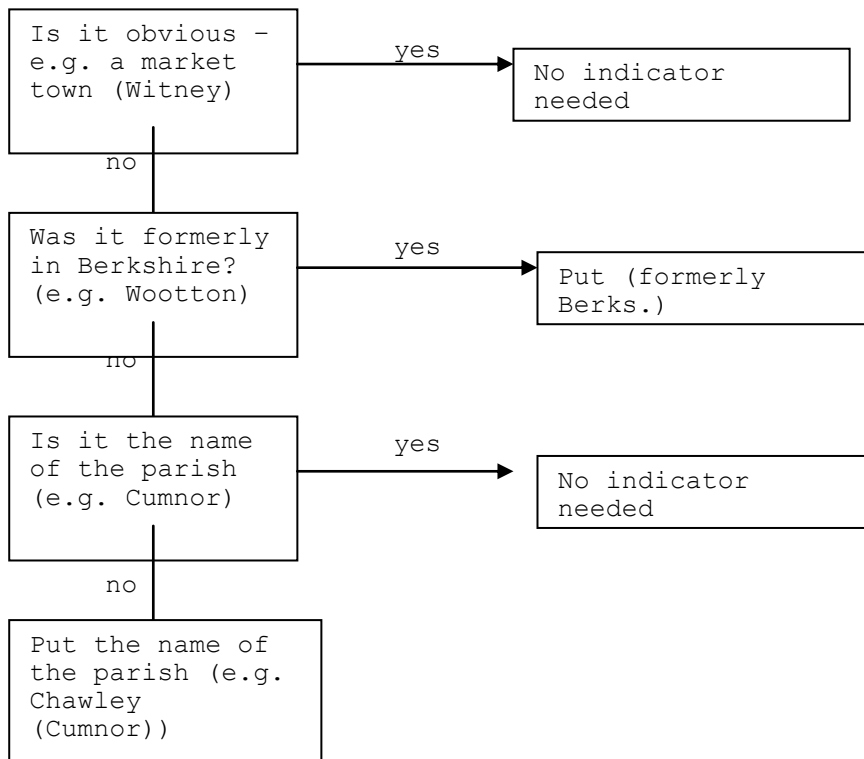 Is it obvious –
e.g. a market
town (Witney)
yes
No indicator
needed
no
Was it formerly
in Berkshire?
(e.g. Wootton)
yes
Put (formerly
Berks.)
no
Is it the name
of the parish
(e.g. Cumnor)
yes
No indicator
needed
no
Put the name of
the parish (e.g.
Chawley
(Cumnor))